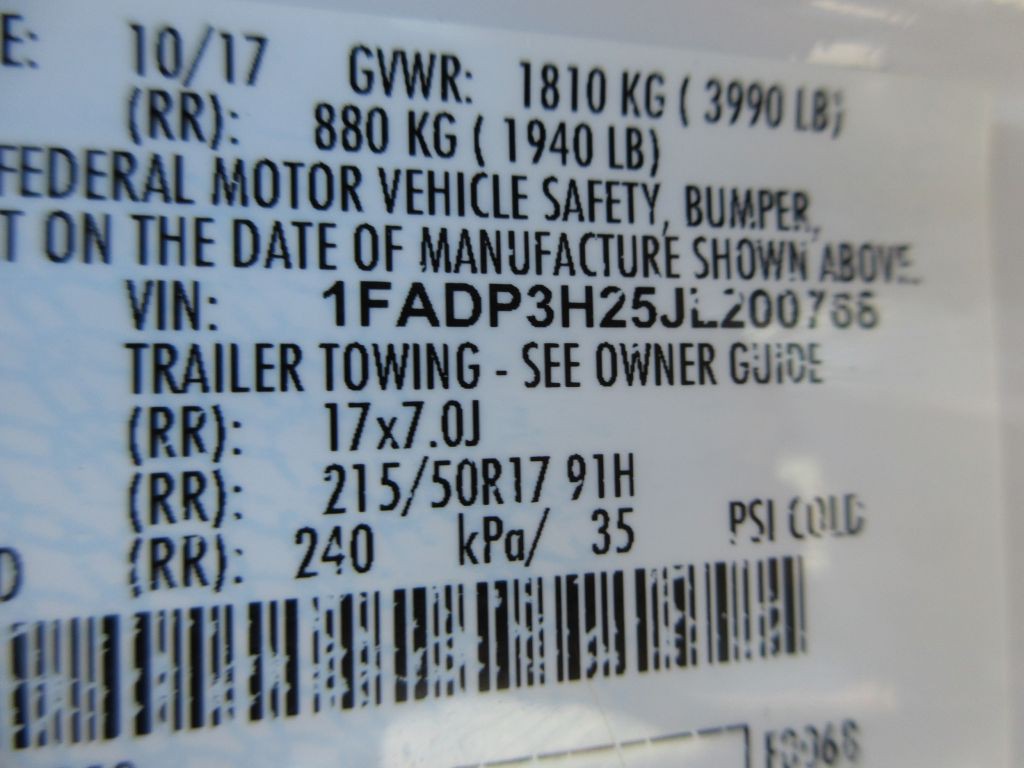 E: 10/17 GVWR: 1810 KG ( 3990 LB)
(RR): 880 KG ( 1940 LB)
FEDERAL MOTOR VEHICLE SAFETY, BUMPER,
T ON THE DATE OF MANUFACTURE SHOWN ABOVE.
VIN:
TRAILER TOWING - SEE OWNER GUIDE
(RR): 17x7.0J
(RR): 215/50R17 91H
(RR): 240 kPa/ 35 PSI COLD